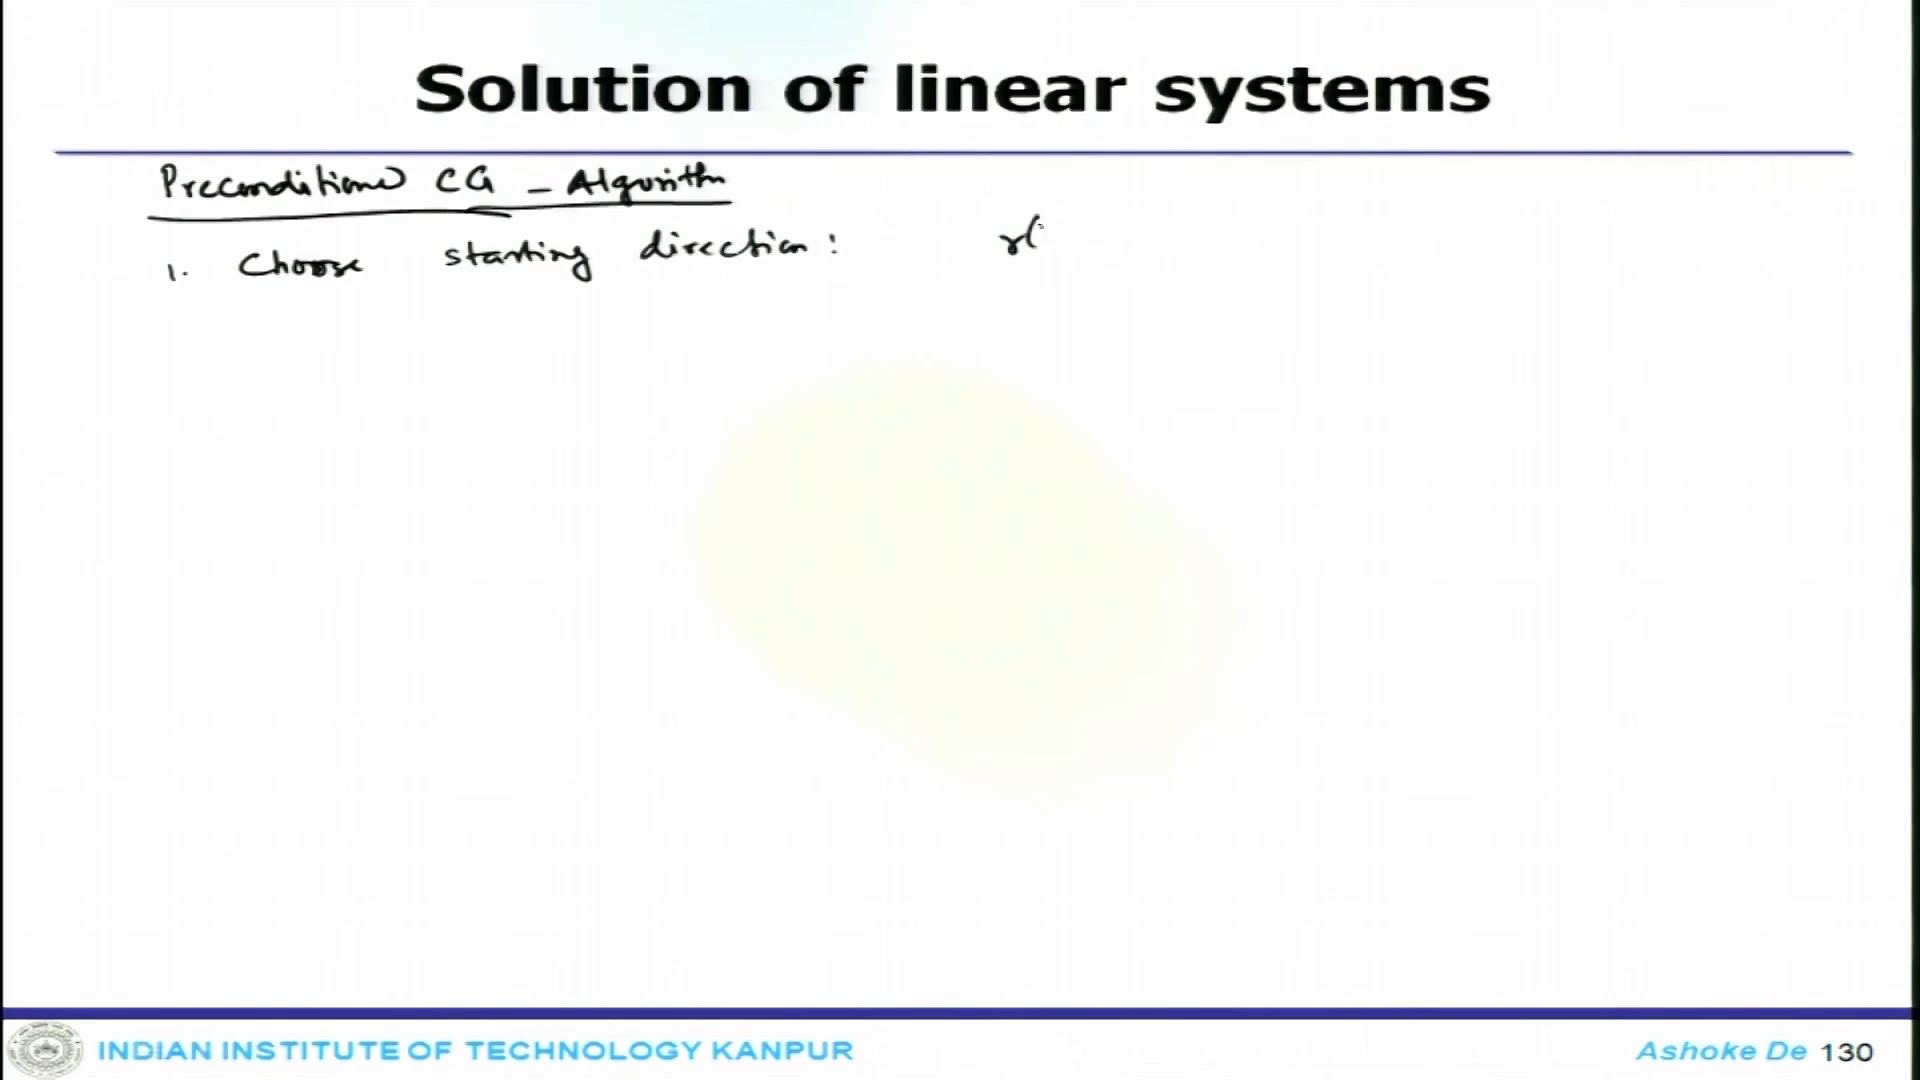 Solution of linear systems
Preconditioned CG - Algorithm
1. Choose starting direction : r(
INDIAN INSTITUTE OF TECHNOLOGY KANPUR
Ashoke De 130